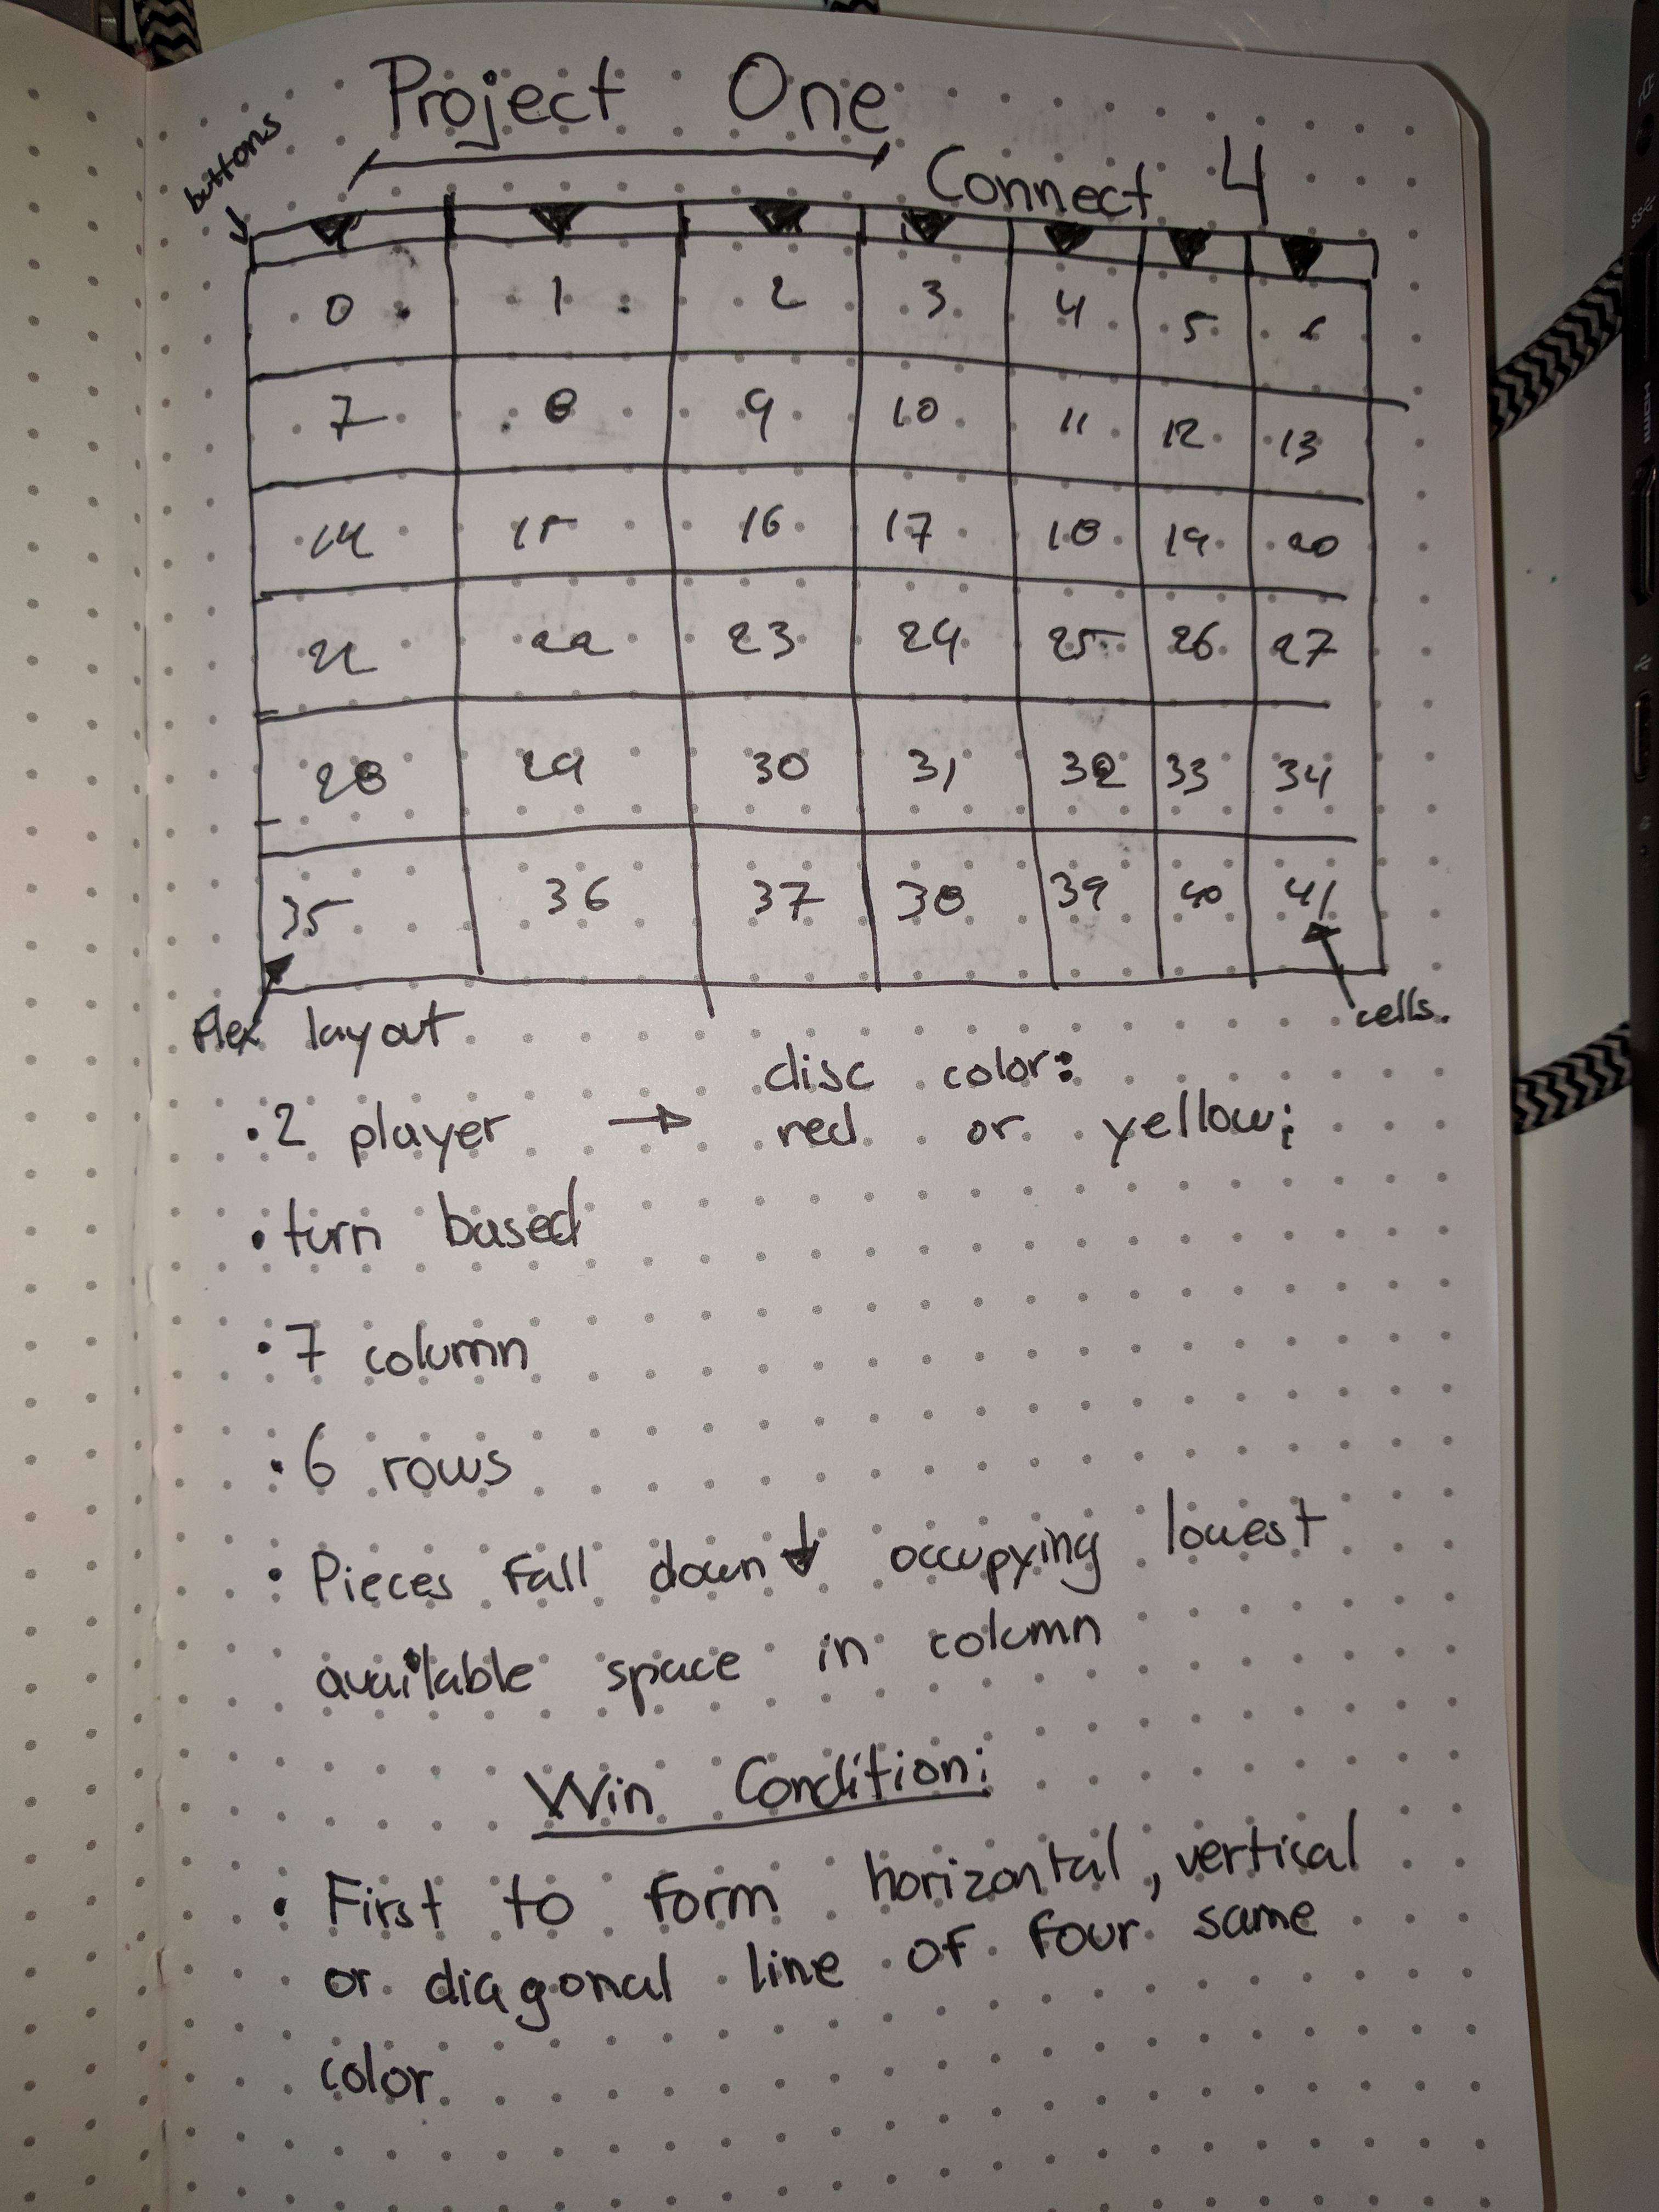 Project One
buttons
Connect 4
0 1 2 3 4 5 6
7 8 9 10 11 12 13
14 15 16 17 18 19 20
21 22 23 24 25 26 27
28 29 30 31 32 33 34
35 36 37 38 39 40 41
Flex layout
cells.
disc color:
• 2 player → red or yellow;
• turn based
• 7 column
• 6 rows
• Pieces fall down ↓ occupying lowest
available space in column
Win Condition:
• First to form horizontal, vertical
or diagonal line of four same
color